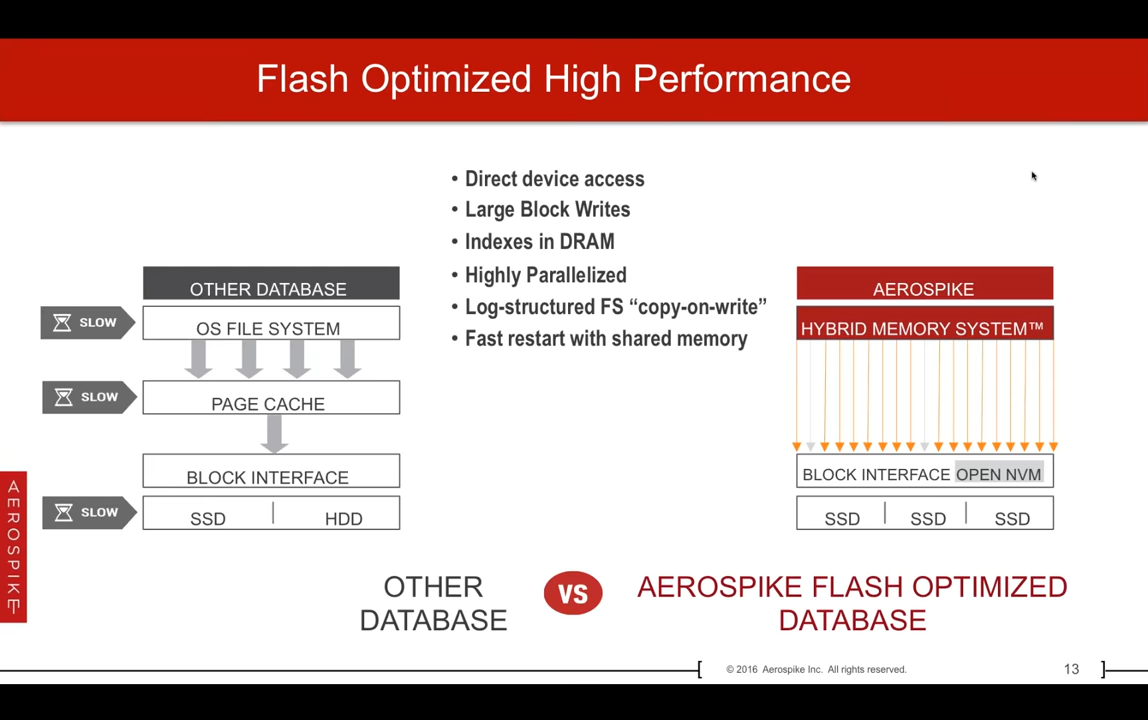 Flash Optimized High Performance
• Direct device access
• Large Block Writes
• Indexes in DRAM
• Highly Parallelized
• Log-structured FS “copy-on-write”
• Fast restart with shared memory
OTHER DATABASE
SLOW
OS FILE SYSTEM
SLOW
PAGE CACHE
BLOCK INTERFACE
SLOW
SSD
HDD
AEROSPIKE
HYBRID MEMORY SYSTEM™
BLOCK INTERFACE OPEN NVM
SSD
SSD
SSD
AEROSPIKE
OTHER
DATABASE
VS
AEROSPIKE FLASH OPTIMIZED
DATABASE
© 2016 Aerospike Inc. All rights reserved.
13